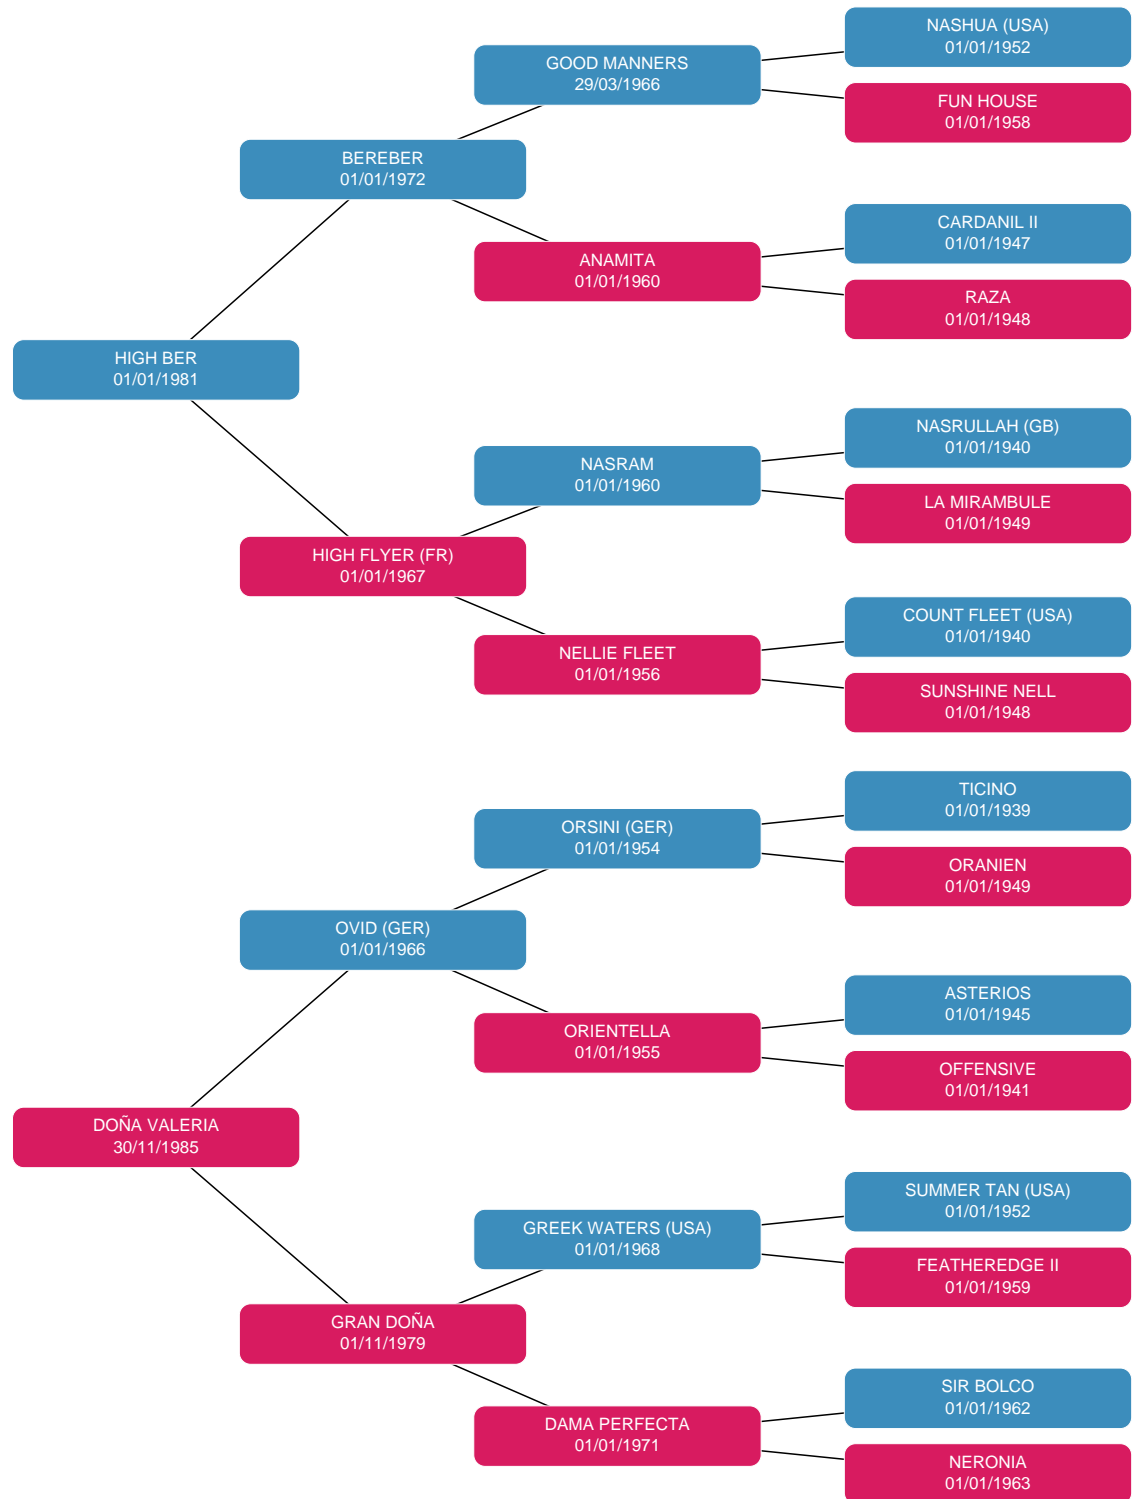 NASHUA (USA)
01/01/1952
GOOD MANNERS
29/03/1966
FUN HOUSE
01/01/1958
BEREBER
01/01/1972
CARDANIL II
01/01/1947
ANAMITA
01/01/1960
RAZA
01/01/1948
HIGH BER
01/01/1981
NASRULLAH (GB)
01/01/1940
NASRAM
01/01/1960
LA MIRAMBULE
01/01/1949
HIGH FLYER (FR)
01/01/1967
COUNT FLEET (USA)
01/01/1940
NELLIE FLEET
01/01/1956
SUNSHINE NELL
01/01/1948
TICINO
01/01/1939
ORSINI (GER)
01/01/1954
ORANIEN
01/01/1949
OVID (GER)
01/01/1966
ASTERIOS
01/01/1945
ORIENTELLA
01/01/1955
OFFENSIVE
01/01/1941
DOÑA VALERIA
30/11/1985
SUMMER TAN (USA)
01/01/1952
GREEK WATERS (USA)
01/01/1968
FEATHEREDGE II
01/01/1959
GRAN DOÑA
01/11/1979
SIR BOLCO
01/01/1962
DAMA PERFECTA
01/01/1971
NERONIA
01/01/1963